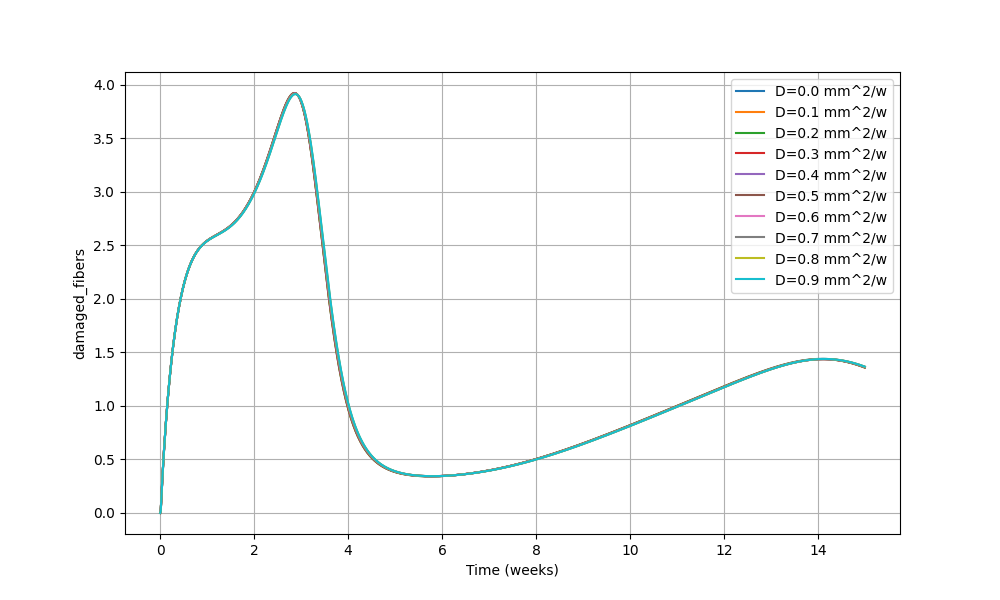 4.0
3.5
3.0
2.5
2.0
1.5
1.0
0.5
0.0
damaged_fibers
0 2 4 6 8 10 12 14
Time (weeks)
D=0.0 mm^2/w
D=0.1 mm^2/w
D=0.2 mm^2/w
D=0.3 mm^2/w
D=0.4 mm^2/w
D=0.5 mm^2/w
D=0.6 mm^2/w
D=0.7 mm^2/w
D=0.8 mm^2/w
D=0.9 mm^2/w